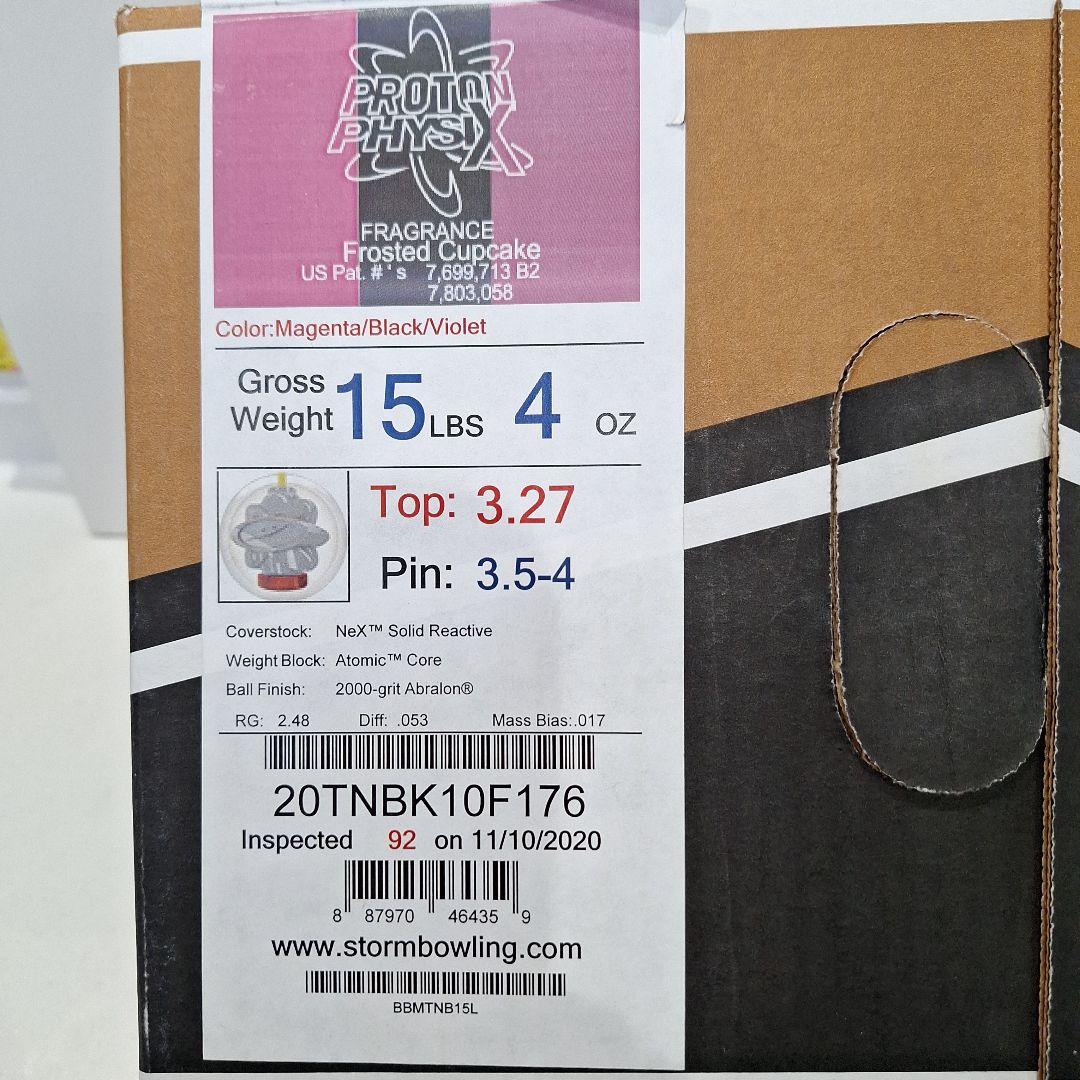 PROTON
PHYSIX
FRAGRANCE
Frosted Cupcake
US Pat. #'s 7,699,713 B2
7,803,058
Color:Magenta/Black/Violet
Gross Weight 15 LBS 4 OZ
Top: 3.27
Pin: 3.5-4
Coverstock: NeX™ Solid Reactive
Weight Block: Atomic™ Core
Ball Finish: 2000-grit Abralon®
RG: 2.48 Diff: .053 Mass Bias:.017
20TNBK10F176
Inspected 92 on 11/10/2020
8 87970 46435 9
www.stormbowling.com
BBMTNB15L